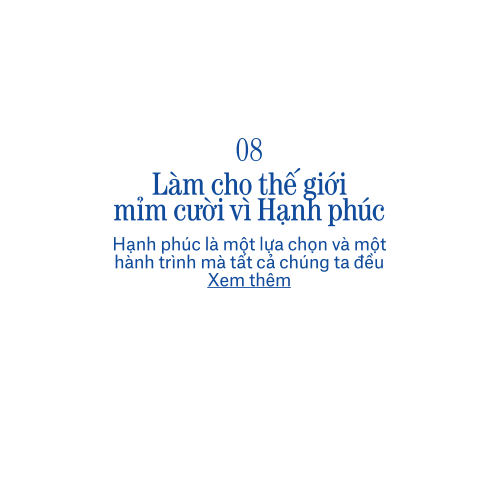 08
Làm cho thế giới
mỉm cười vì Hạnh phúc
Hạnh phúc là một lựa chọn và một
hành trình mà tất cả chúng ta đều
Xem thêm